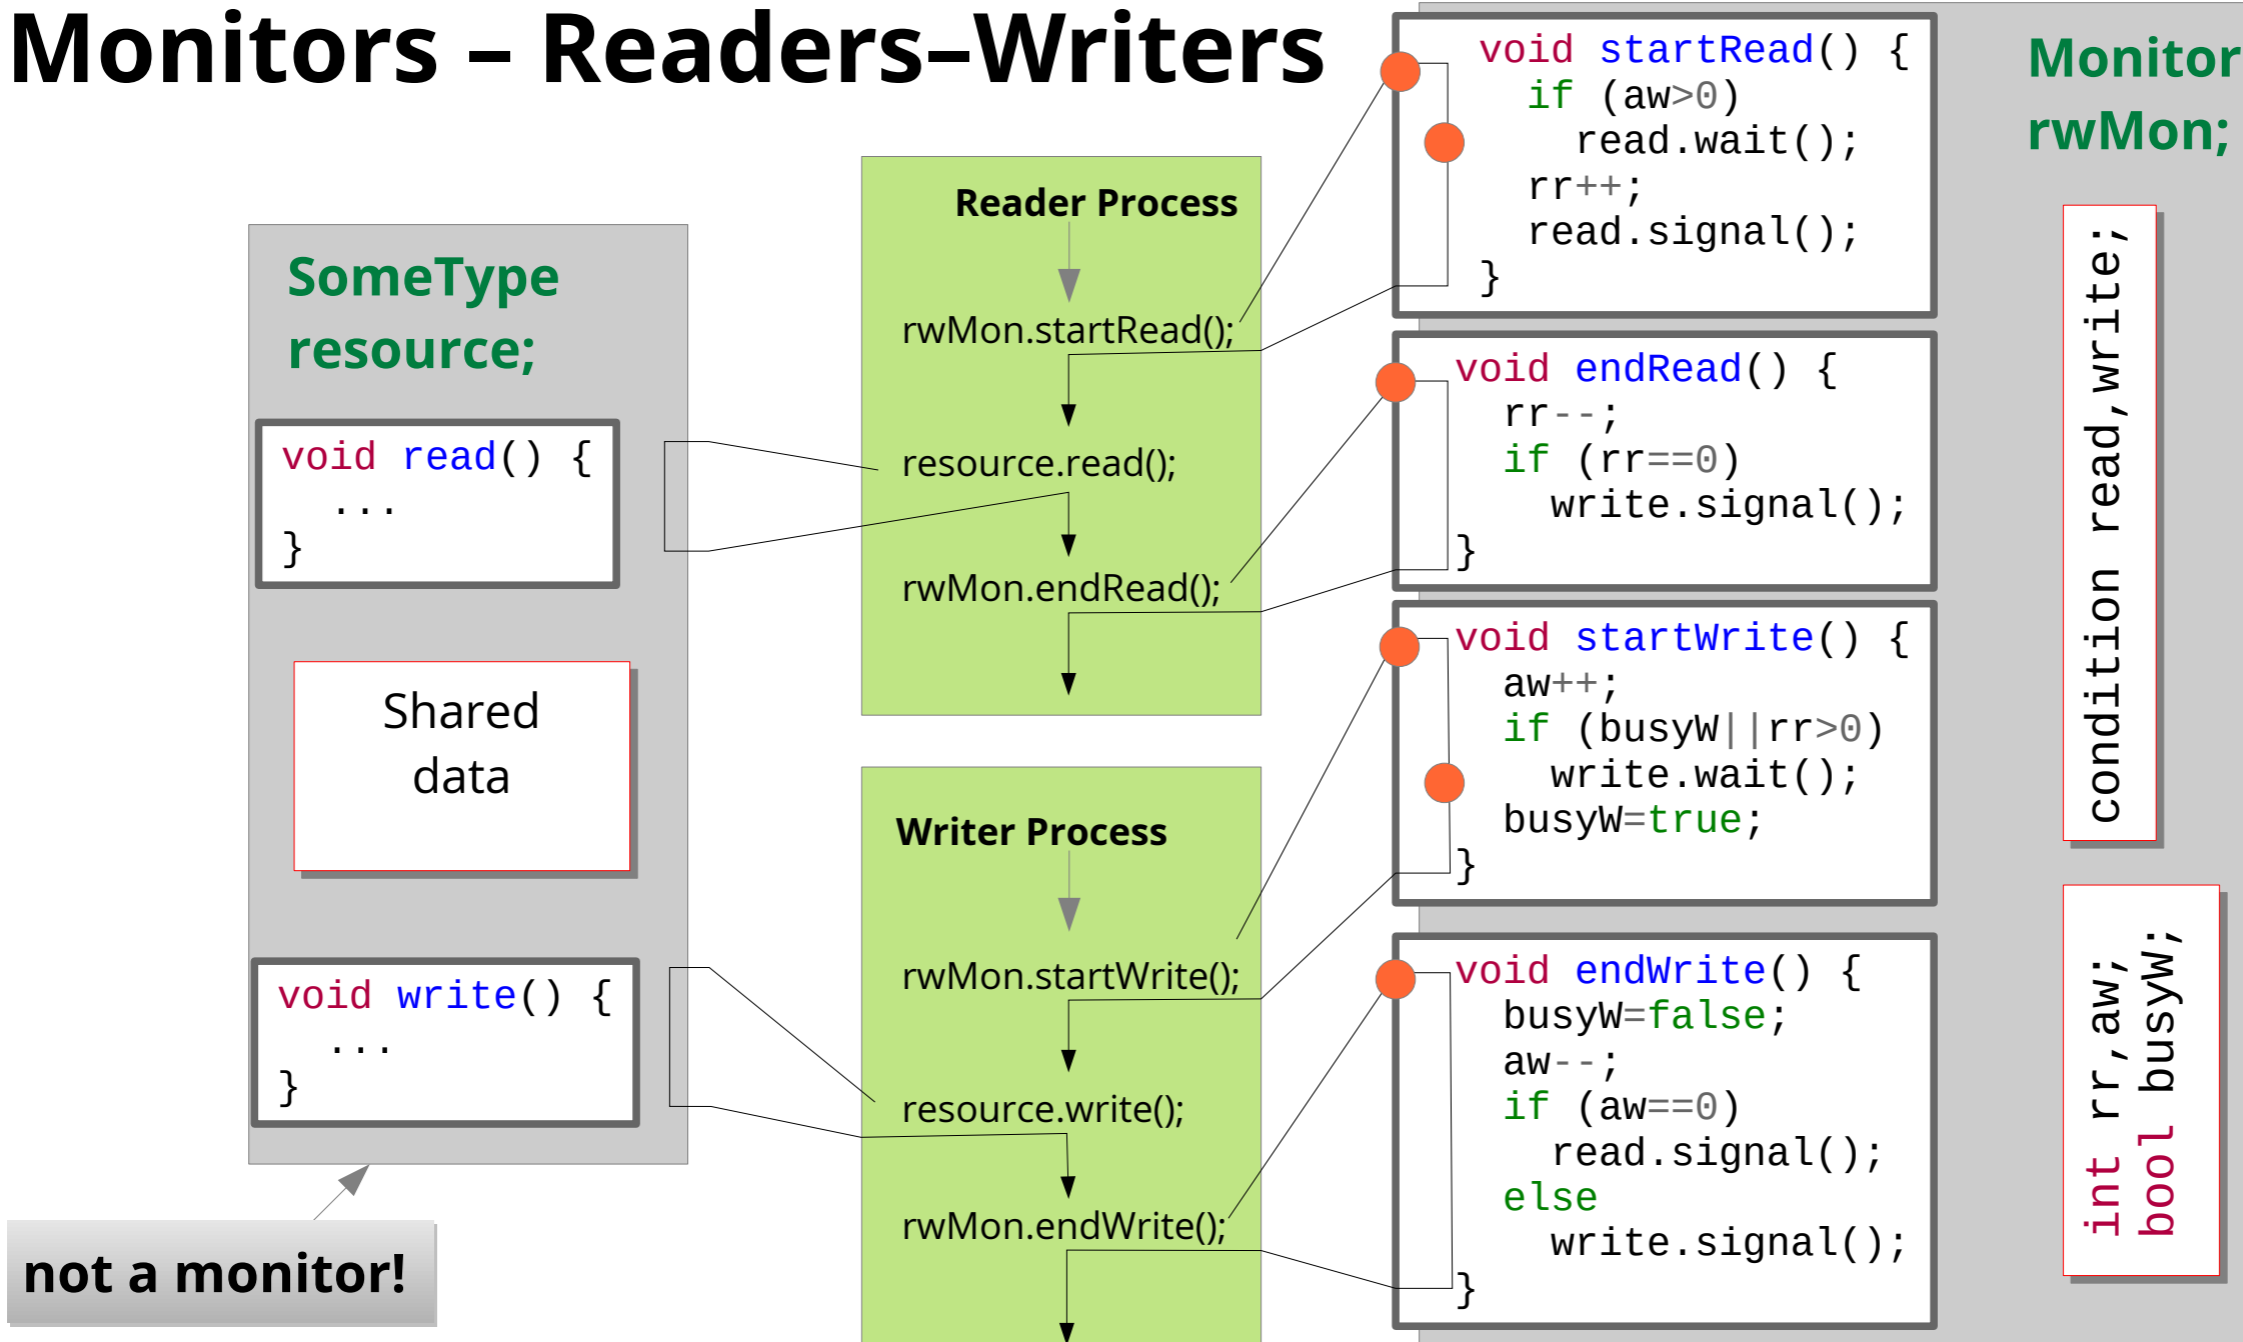 Monitors – Readers–Writers
SomeType
resource;
void read() {
  ...
}
Shared
data
void write() {
  ...
}
not a monitor!
Reader Process
rwMon.startRead();
resource.read();
rwMon.endRead();
Writer Process
rwMon.startWrite();
resource.write();
rwMon.endWrite();
void startRead() {
  if (aw>0)
    read.wait();
  rr++;
  read.signal();
}
void endRead() {
  rr--;
  if (rr==0)
    write.signal();
}
void startWrite() {
  aw++;
  if (busyW||rr>0)
    write.wait();
  busyW=true;
}
void endWrite() {
  busyW=false;
  aw--;
  if (aw==0)
    read.signal();
  else
    write.signal();
}
Monitor
rwMon;
condition read,write;
int rr,aw;
bool busyW;